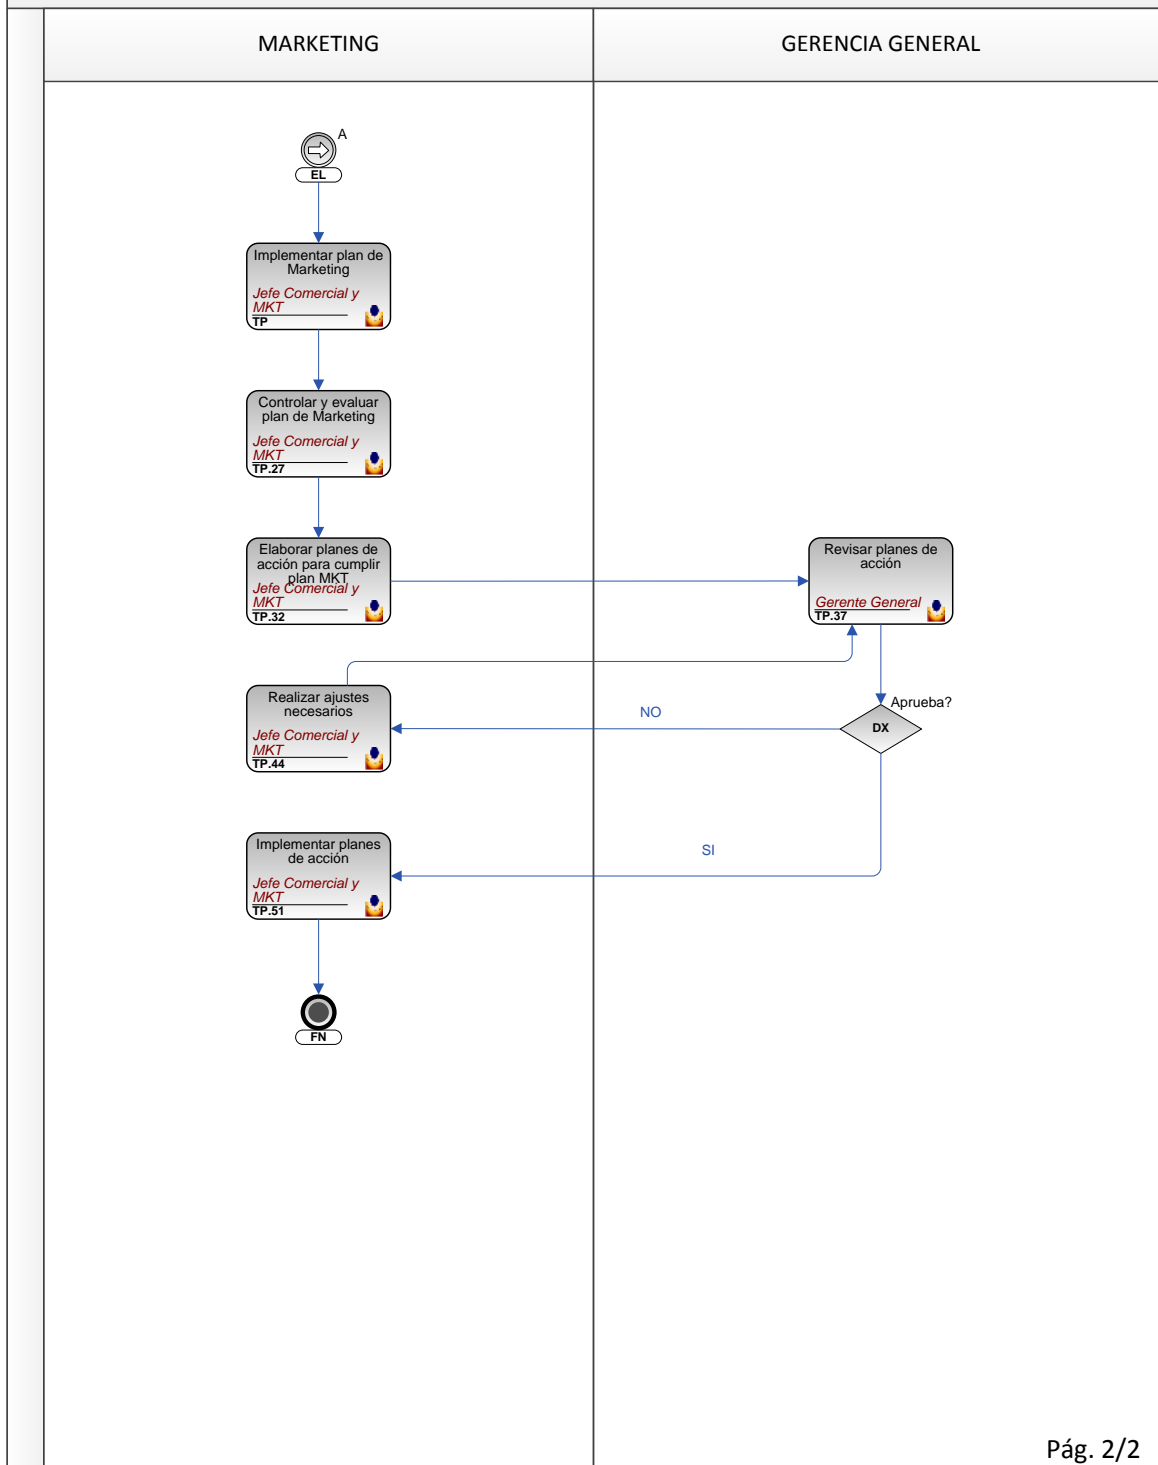 MARKETING
GERENCIA GENERAL
A
EL
Implementar plan de
Marketing
Jefe Comercial y
MKT
TP
Controlar y evaluar
plan de Marketing
Jefe Comercial y
MKT
TP.27
Elaborar planes de
acción para cumplir
plan MKT
Jefe Comercial y
MKT
TP.32
Revisar planes de
acción
Gerente General
TP.37
Aprueba?
DX
NO
Realizar ajustes
necesarios
Jefe Comercial y
MKT
TP.44
SI
Implementar planes
de acción
Jefe Comercial y
MKT
TP.51
FN
Pág. 2/2